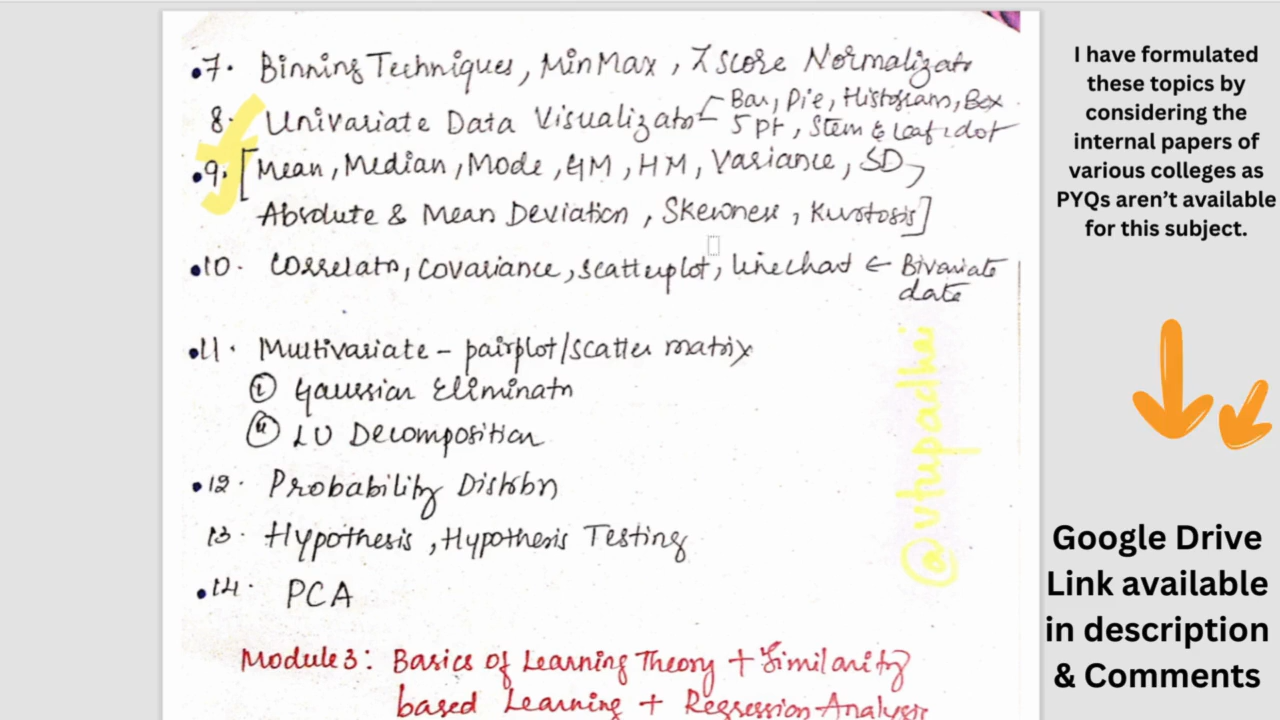 7. Binning Techniques, MinMax, Z score Normalizatn
8. Univariate Data Visualizatn Bar, Pie, Histogram, Box
5 pt, Stem & Leaf, dot
9. [Mean, Median, Mode, GM, HM, Variance, SD,
Absolute & Mean Deviation, Skewness, Kurtosis]
10. Correlatn, Covariance, scatterplot, linechart ← Bivariate
date
11. Multivariate - pairplot/scatter matrix
(i) Gaussian Eliminatn
(ii) LU Decomposition
12. Probability Distrbn
13. Hypothesis, Hypothesis Testing
14. PCA
Module 3: Basics of Learning Theory + Similarity
based Learning + Regression Analysis
@vtupadhai
I have formulated
these topics by
considering the
internal papers of
various colleges as
PYQs aren't available
for this subject.
Google Drive
Link available
in description
& Comments